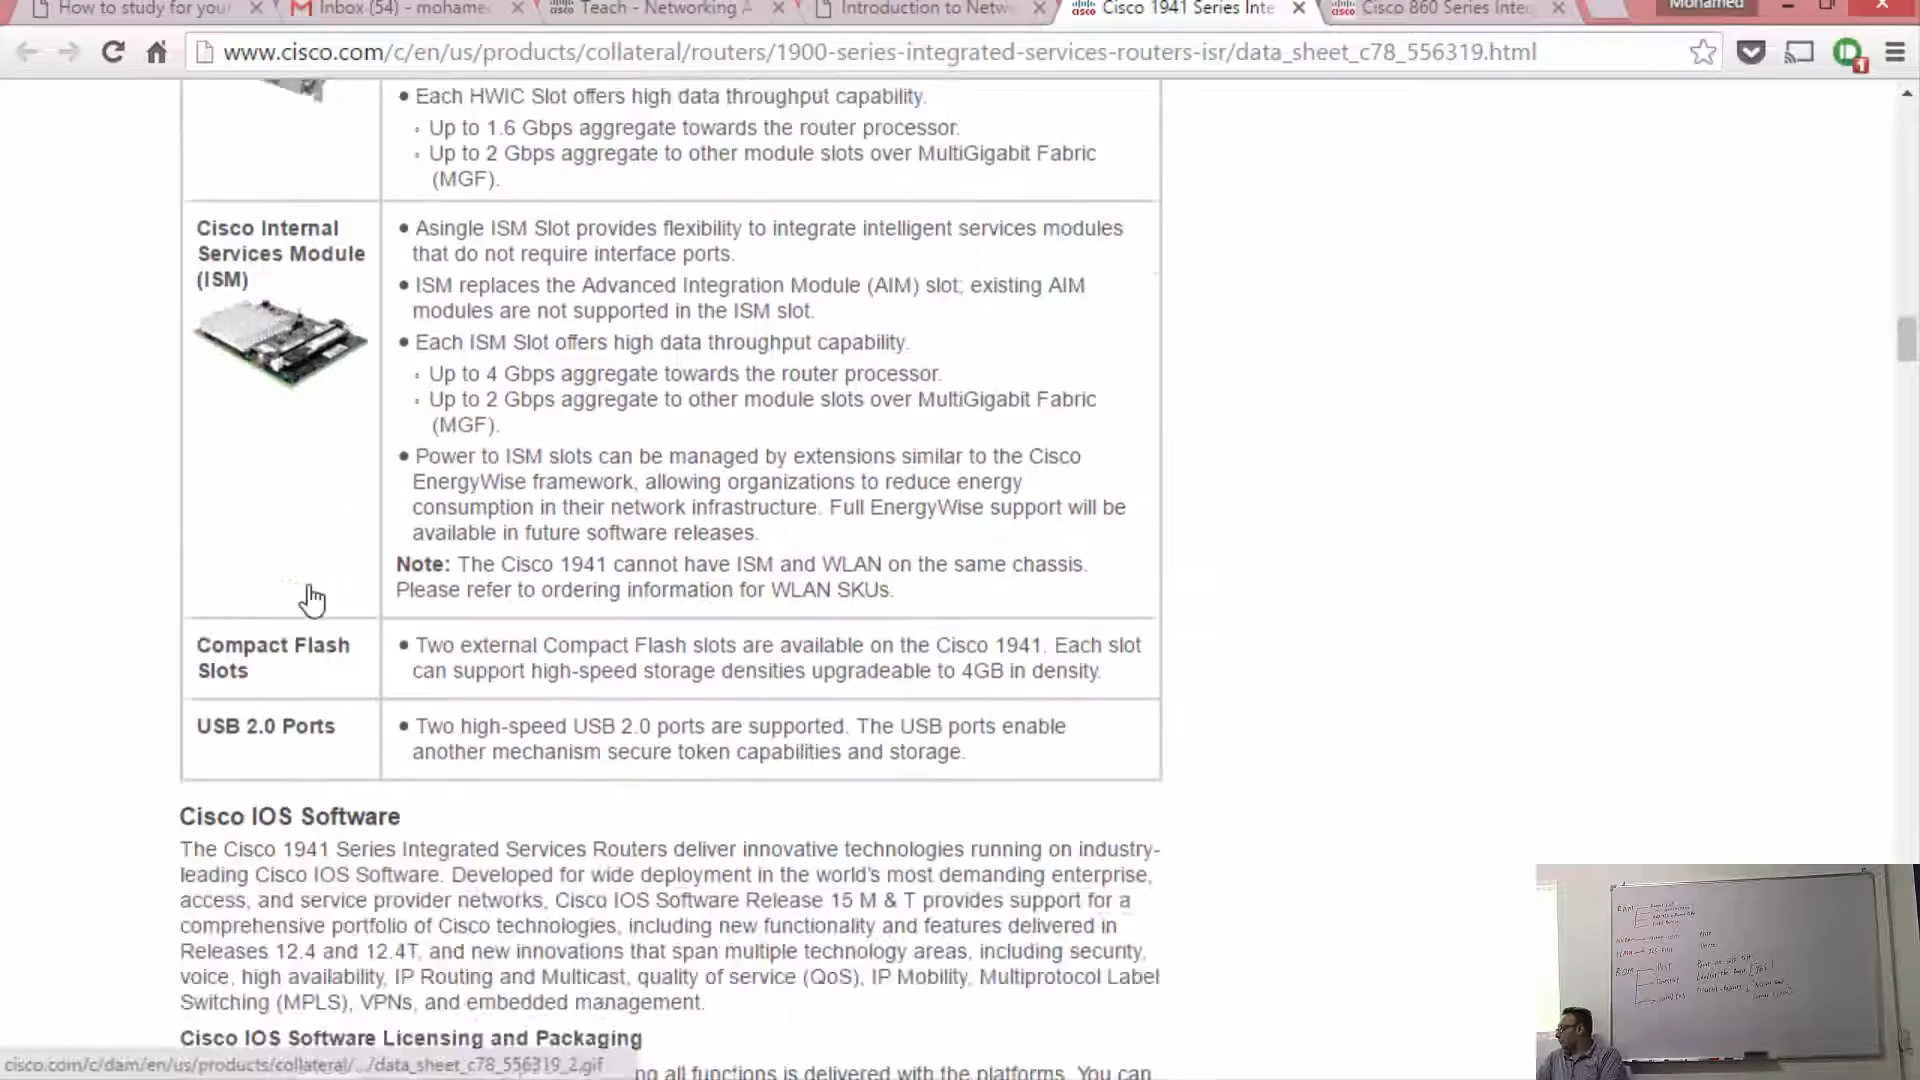 How to study for you
Inbox (54) - mohame
Teach - Networking A
Introduction to Netw
Cisco 1941 Series Inte
Cisco 860 Series Inte
Mohamed
www.cisco.com/c/en/us/products/collateral/routers/1900-series-integrated-services-routers-isr/data_sheet_c78_556319.html
1
• Each HWIC Slot offers high data throughput capability.
◦ Up to 1.6 Gbps aggregate towards the router processor.
◦ Up to 2 Gbps aggregate to other module slots over MultiGigabit Fabric
(MGF).
Cisco Internal
Services Module
(ISM)
• Asingle ISM Slot provides flexibility to integrate intelligent services modules
that do not require interface ports.
• ISM replaces the Advanced Integration Module (AIM) slot; existing AIM
modules are not supported in the ISM slot.
• Each ISM Slot offers high data throughput capability.
◦ Up to 4 Gbps aggregate towards the router processor.
◦ Up to 2 Gbps aggregate to other module slots over MultiGigabit Fabric
(MGF).
• Power to ISM slots can be managed by extensions similar to the Cisco
EnergyWise framework, allowing organizations to reduce energy
consumption in their network infrastructure. Full EnergyWise support will be
available in future software releases.
Note: The Cisco 1941 cannot have ISM and WLAN on the same chassis.
Please refer to ordering information for WLAN SKUs.
Compact Flash
Slots
• Two external Compact Flash slots are available on the Cisco 1941. Each slot
can support high-speed storage densities upgradeable to 4GB in density.
USB 2.0 Ports
• Two high-speed USB 2.0 ports are supported. The USB ports enable
another mechanism secure token capabilities and storage.
Cisco IOS Software
The Cisco 1941 Series Integrated Services Routers deliver innovative technologies running on industry-
leading Cisco IOS Software. Developed for wide deployment in the world's most demanding enterprise,
access, and service provider networks, Cisco IOS Software Release 15 M & T provides support for a
comprehensive portfolio of Cisco technologies, including new functionality and features delivered in
Releases 12.4 and 12.4T, and new innovations that span multiple technology areas, including security,
voice, high availability, IP Routing and Multicast, quality of service (QoS), IP Mobility, Multiprotocol Label
Switching (MPLS), VPNs, and embedded management.
Cisco IOS Software Licensing and Packaging
ng all functions is delivered with the platforms. You can
cisco.com/c/dam/en/us/products/collateral/.../data_sheet_c78_556319_2.gif
RAM
ROM
POST